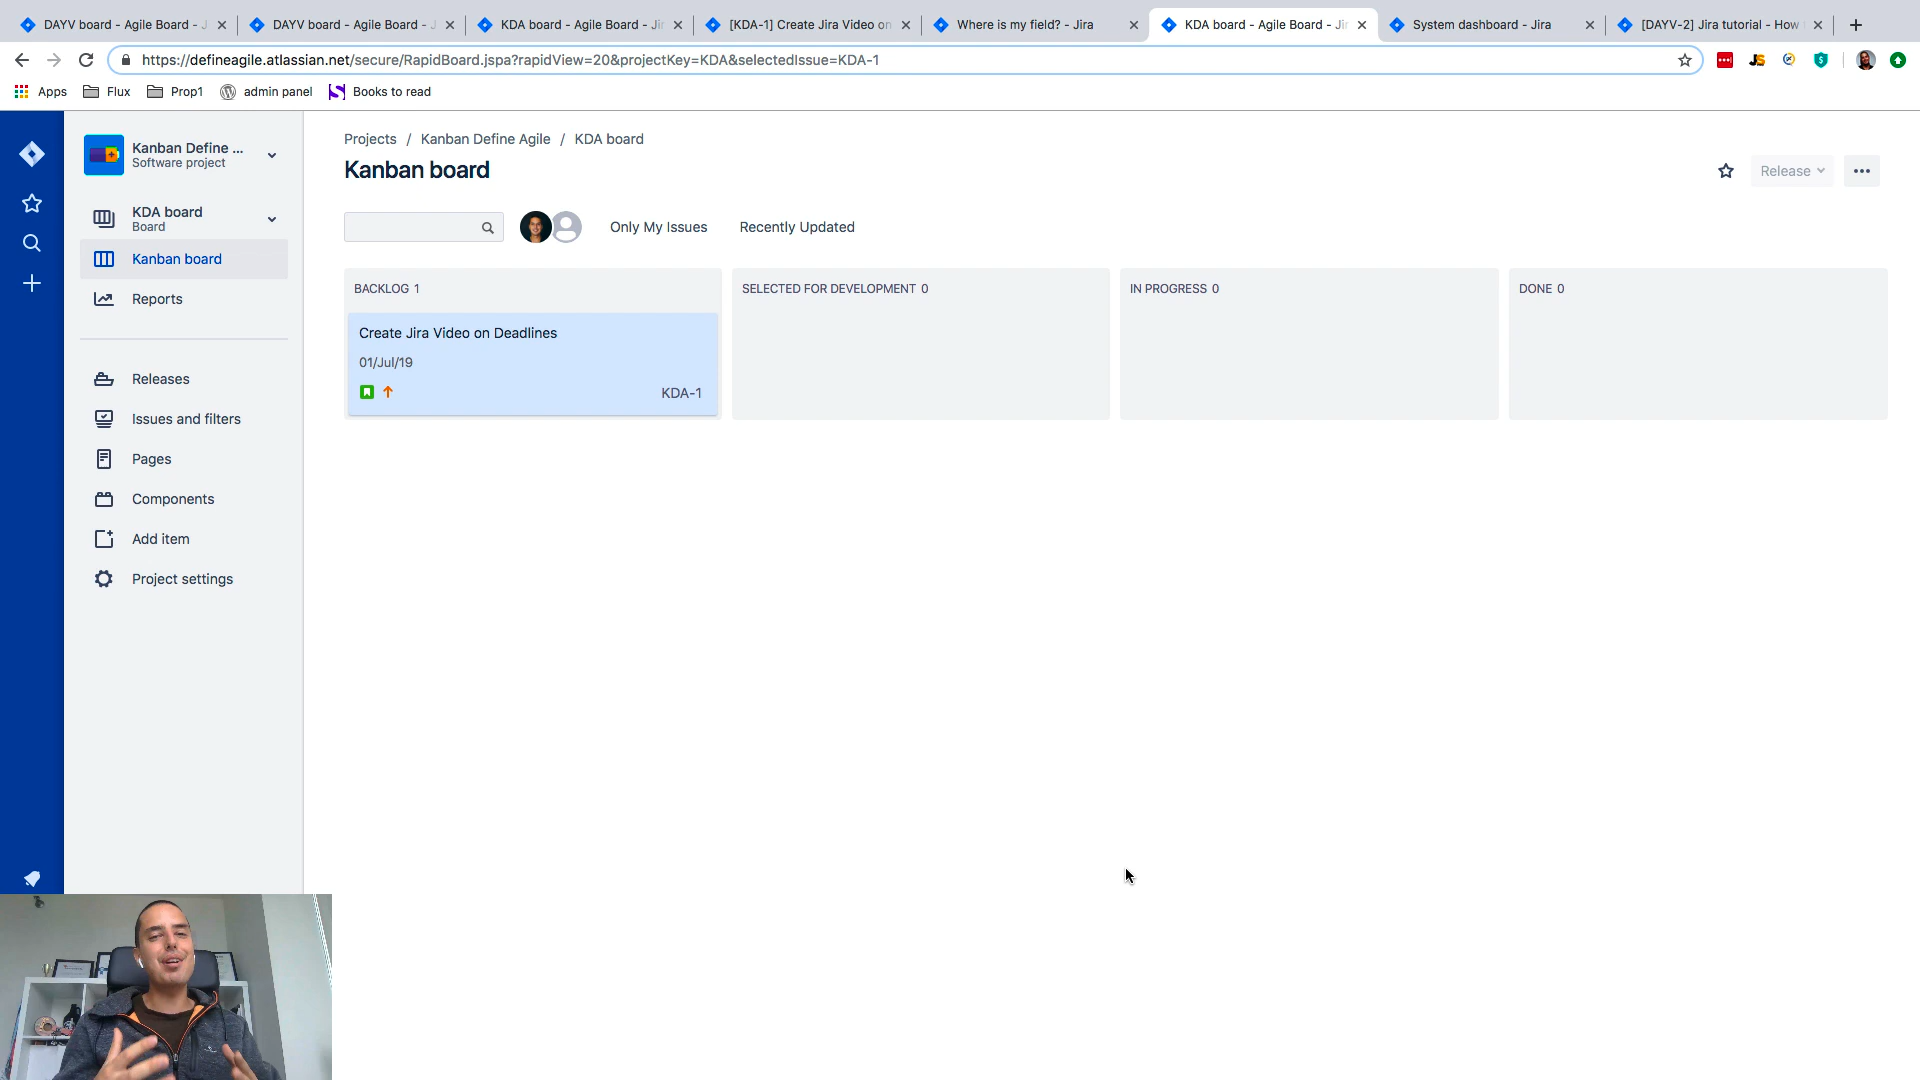 DAYV board - Agile Board - J
DAYV board - Agile Board - J
KDA board - Agile Board - Jir
[KDA-1] Create Jira Video on
Where is my field? - Jira
KDA board - Agile Board - Jir
System dashboard - Jira
[DAYV-2] Jira tutorial - How
https://defineagile.atlassian.net/secure/RapidBoard.jspa?rapidView=20&projectKey=KDA&selectedIssue=KDA-1
JS
Apps
Flux
Prop1
admin panel
Books to read
Kanban Define ...
Software project
KDA board
Board
Kanban board
Reports
Releases
Issues and filters
Pages
Components
Add item
Project settings
Projects / Kanban Define Agile / KDA board
Kanban board
Release
Only My Issues
Recently Updated
BACKLOG 1
Create Jira Video on Deadlines
01/Jul/19
KDA-1
SELECTED FOR DEVELOPMENT 0
IN PROGRESS 0
DONE 0